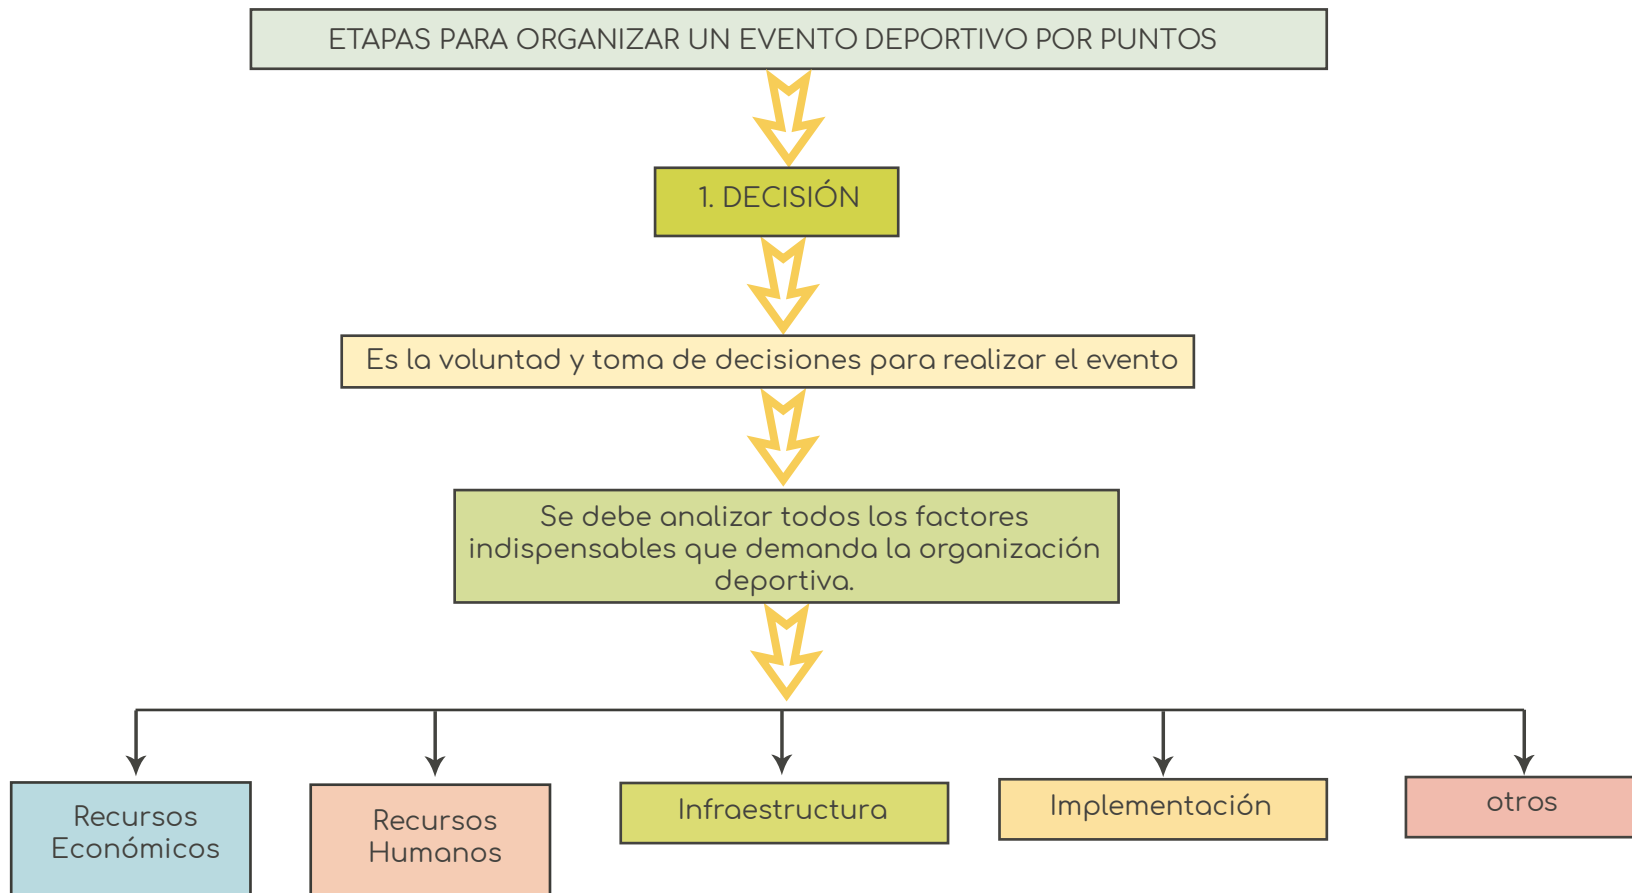 ETAPAS PARA ORGANIZAR UN EVENTO DEPORTIVO POR PUNTOS
1. DECISIÓN
Es la voluntad y toma de decisiones para realizar el evento
Se debe analizar todos los factores
indispensables que demanda la organización
deportiva.
Recursos
Económicos
Recursos
Humanos
Infraestructura
Implementación
otros